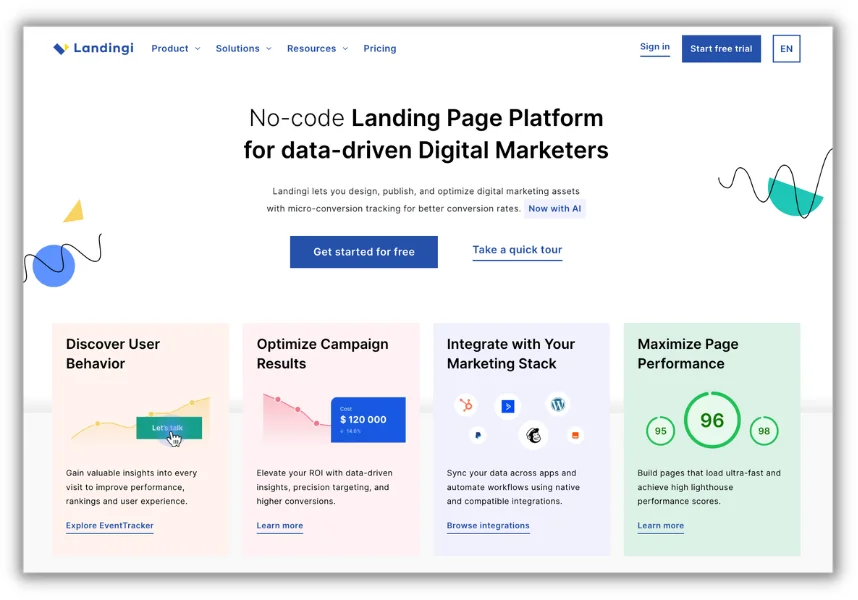 Landingi
Product
Solutions
Resources
Pricing
Sign in
Start free trial
EN
No-code Landing Page Platform
for data-driven Digital Marketers
Landingi lets you design, publish, and optimize digital marketing assets
with micro-conversion tracking for better conversion rates. Now with AI
Get started for free
Take a quick tour
Discover User
Behavior
Let's talk
Gain valuable insights into every
visit to improve performance,
rankings and user experience.
Explore EventTracker
Optimize Campaign
Results
Cost
$ 120 000
Elevate your ROI with data-driven
insights, precision targeting, and
higher conversions.
Learn more
Integrate with Your
Marketing Stack
Sync your data across apps and
automate workflows using native
and compatible integrations.
Browse integrations
Maximize Page
Performance
95
96
98
Build pages that load ultra-fast and
achieve high lighthouse
performance scores.
Learn more